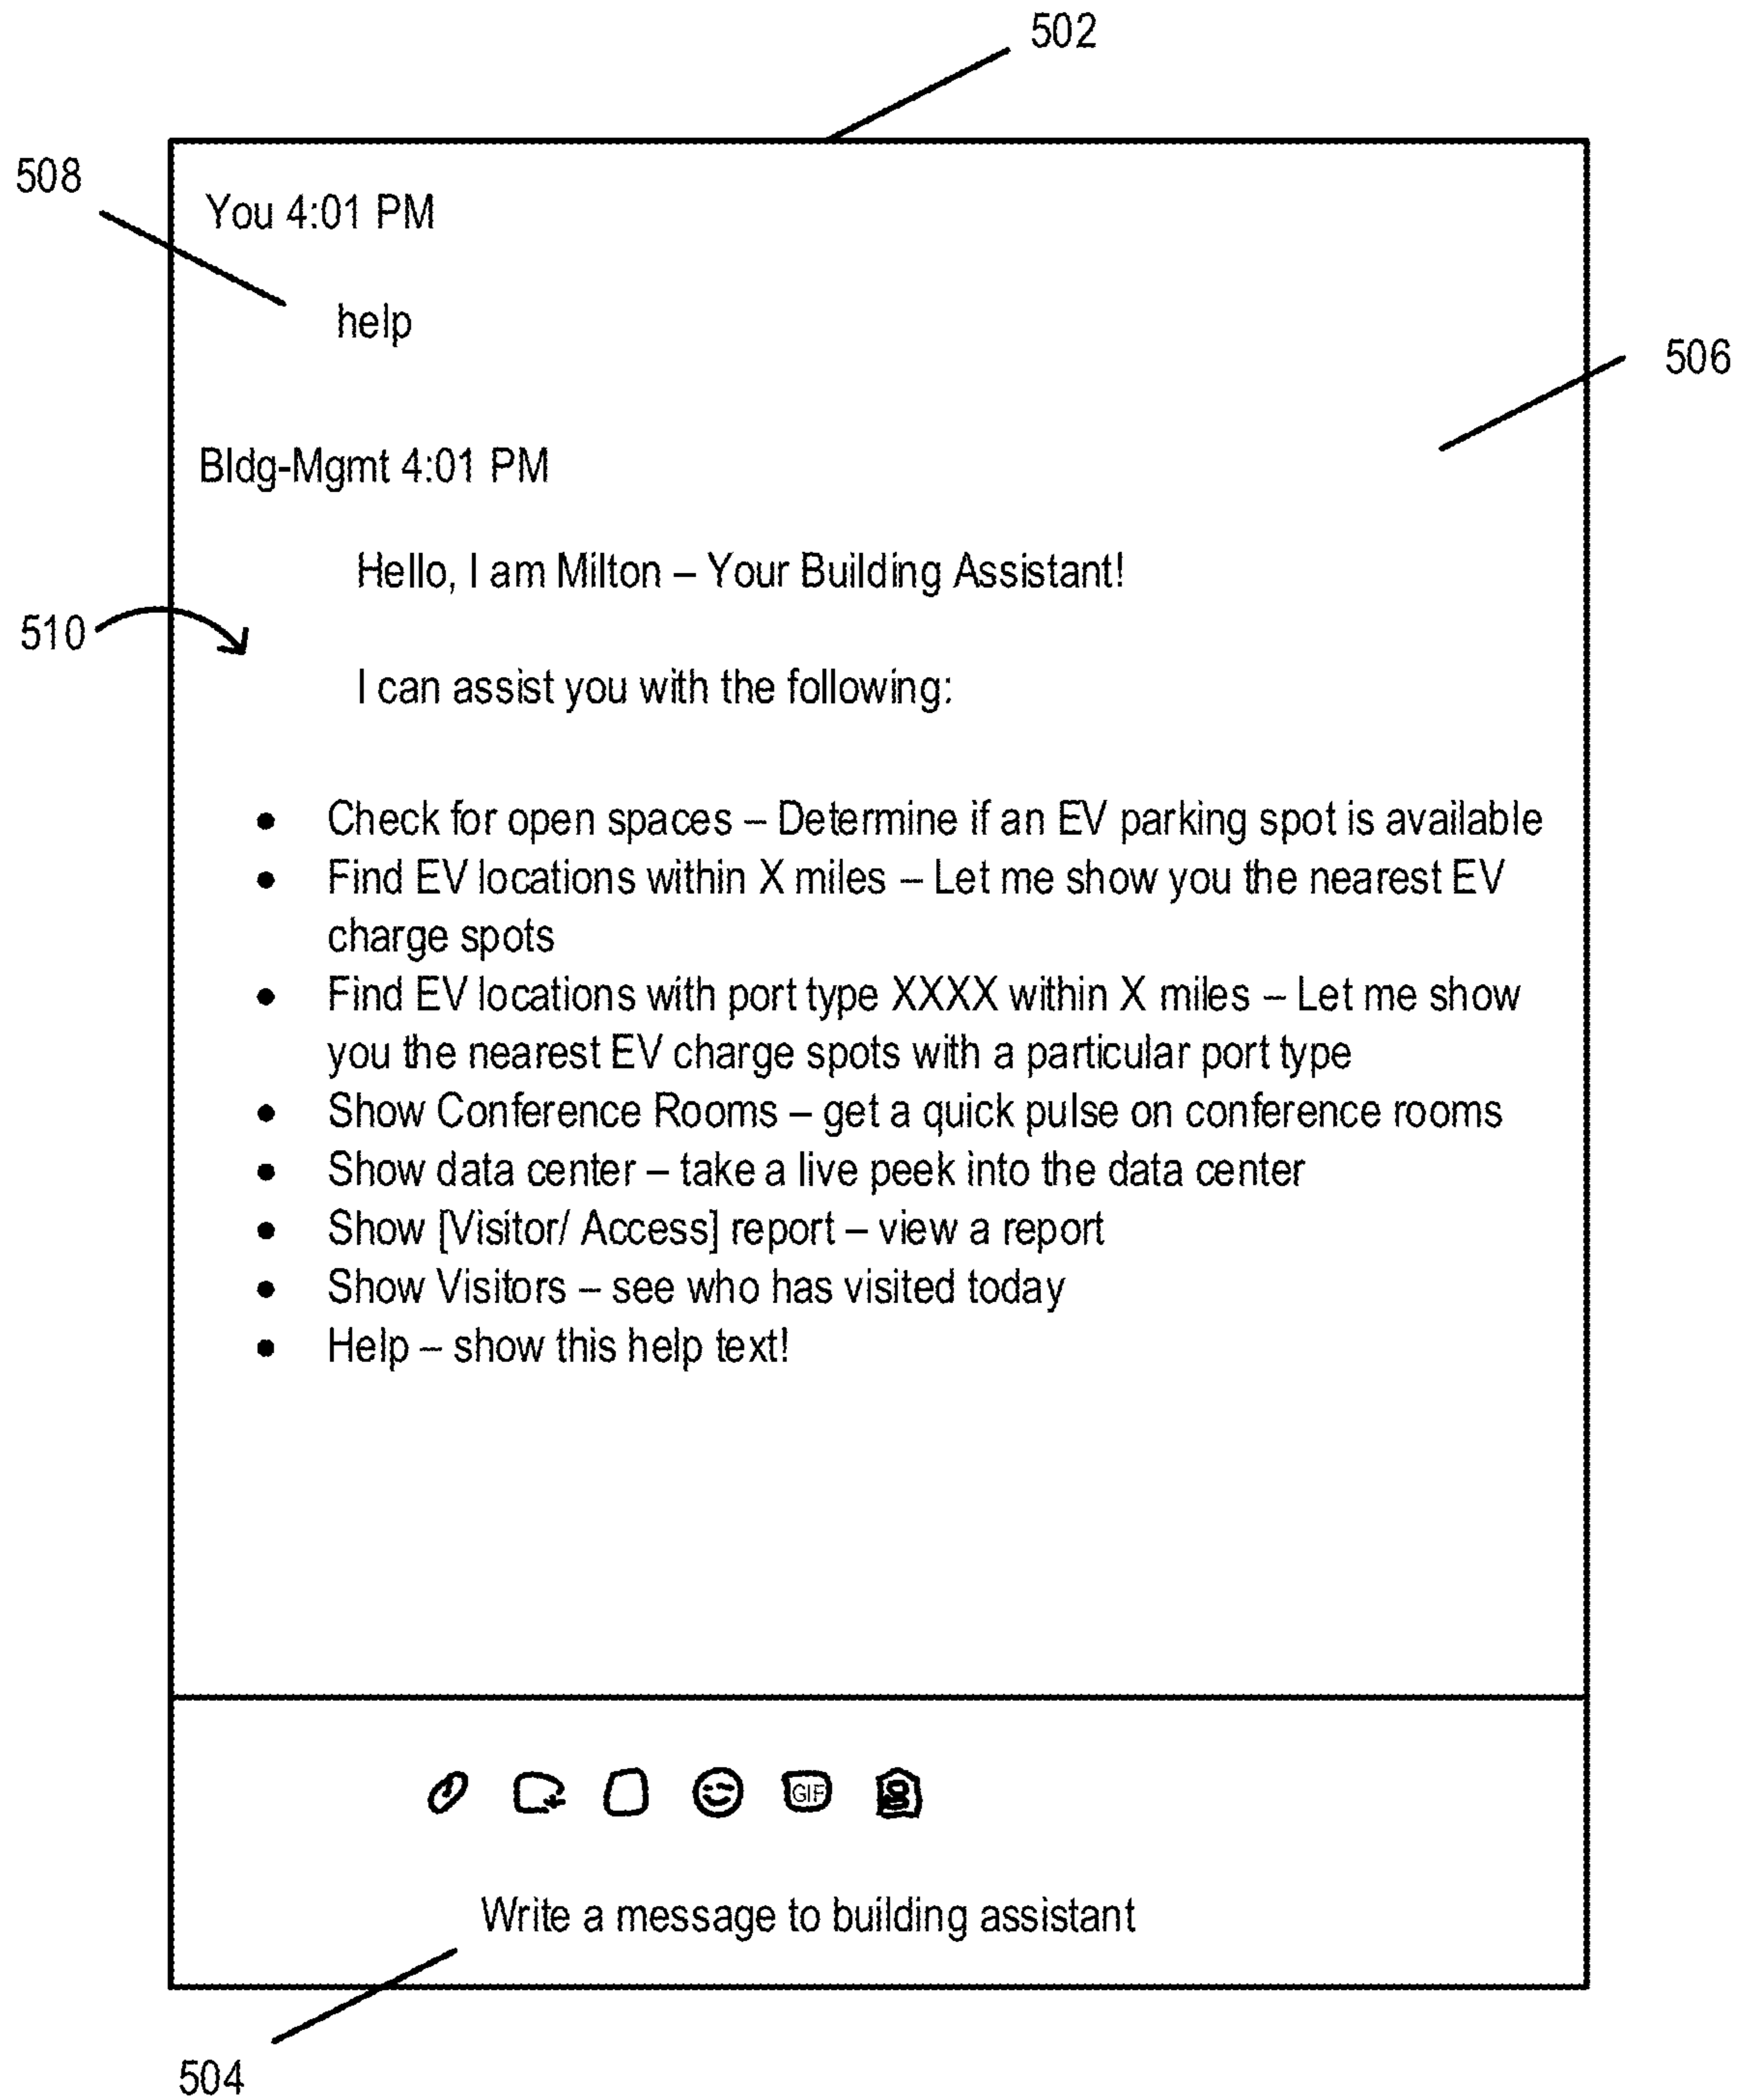 502
508
You 4:01 PM
help
506
Bldg-Mgmt 4:01 PM
Hello, I am Milton – Your Building Assistant!
510
I can assist you with the following:
• Check for open spaces – Determine if an EV parking spot is available
• Find EV locations within X miles – Let me show you the nearest EV
charge spots
• Find EV locations with port type XXXX within X miles – Let me show
you the nearest EV charge spots with a particular port type
• Show Conference Rooms – get a quick pulse on conference rooms
• Show data center – take a live peek into the data center
• Show [Visitor/ Access] report – view a report
• Show Visitors – see who has visited today
• Help – show this help text!
GIF
Write a message to building assistant
504